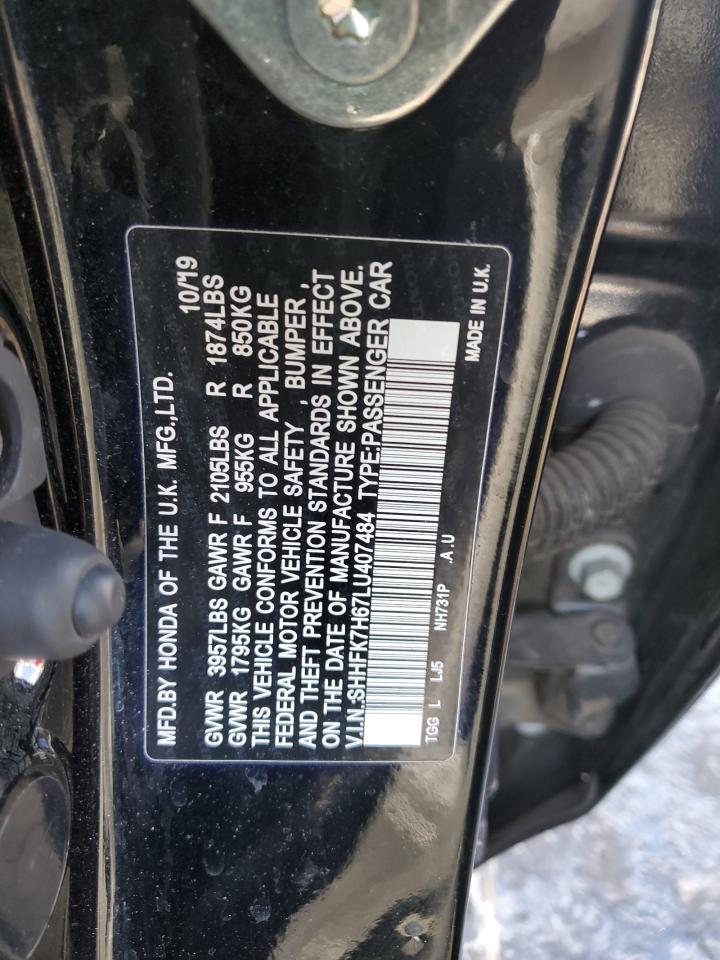 MFD.BY HONDA OF THE U.K. MFG.,LTD. 10/'19
GVWR 3957LBS GAWR F 2105LBS R 1874LBS
GVWR 1795KG GAWR F 955KG R 850KG
THIS VEHICLE CONFORMS TO ALL APPLICABLE
FEDERAL MOTOR VEHICLE SAFETY , BUMPER ,
AND THEFT PREVENTION STANDARDS IN EFFECT
ON THE DATE OF MANUFACTURE SHOWN ABOVE.
V.I.N.:SHHFK7H67LU407484 TYPE:PASSENGER CAR
TGG L LJ5 NH731P .A .U
MADE IN U.K.